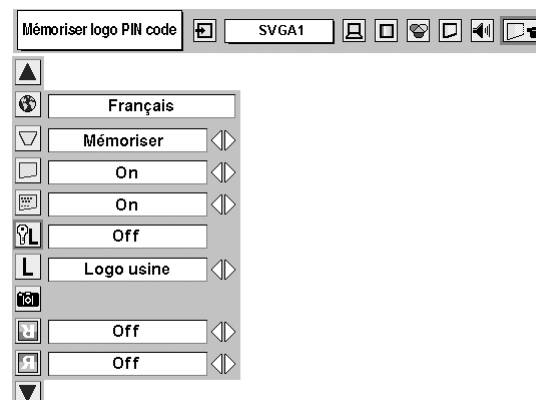 Mémoriser logo PIN code
SVGA1
Français
Mémoriser
On
On
L
Off
L
Logo usine
R
Off
Off